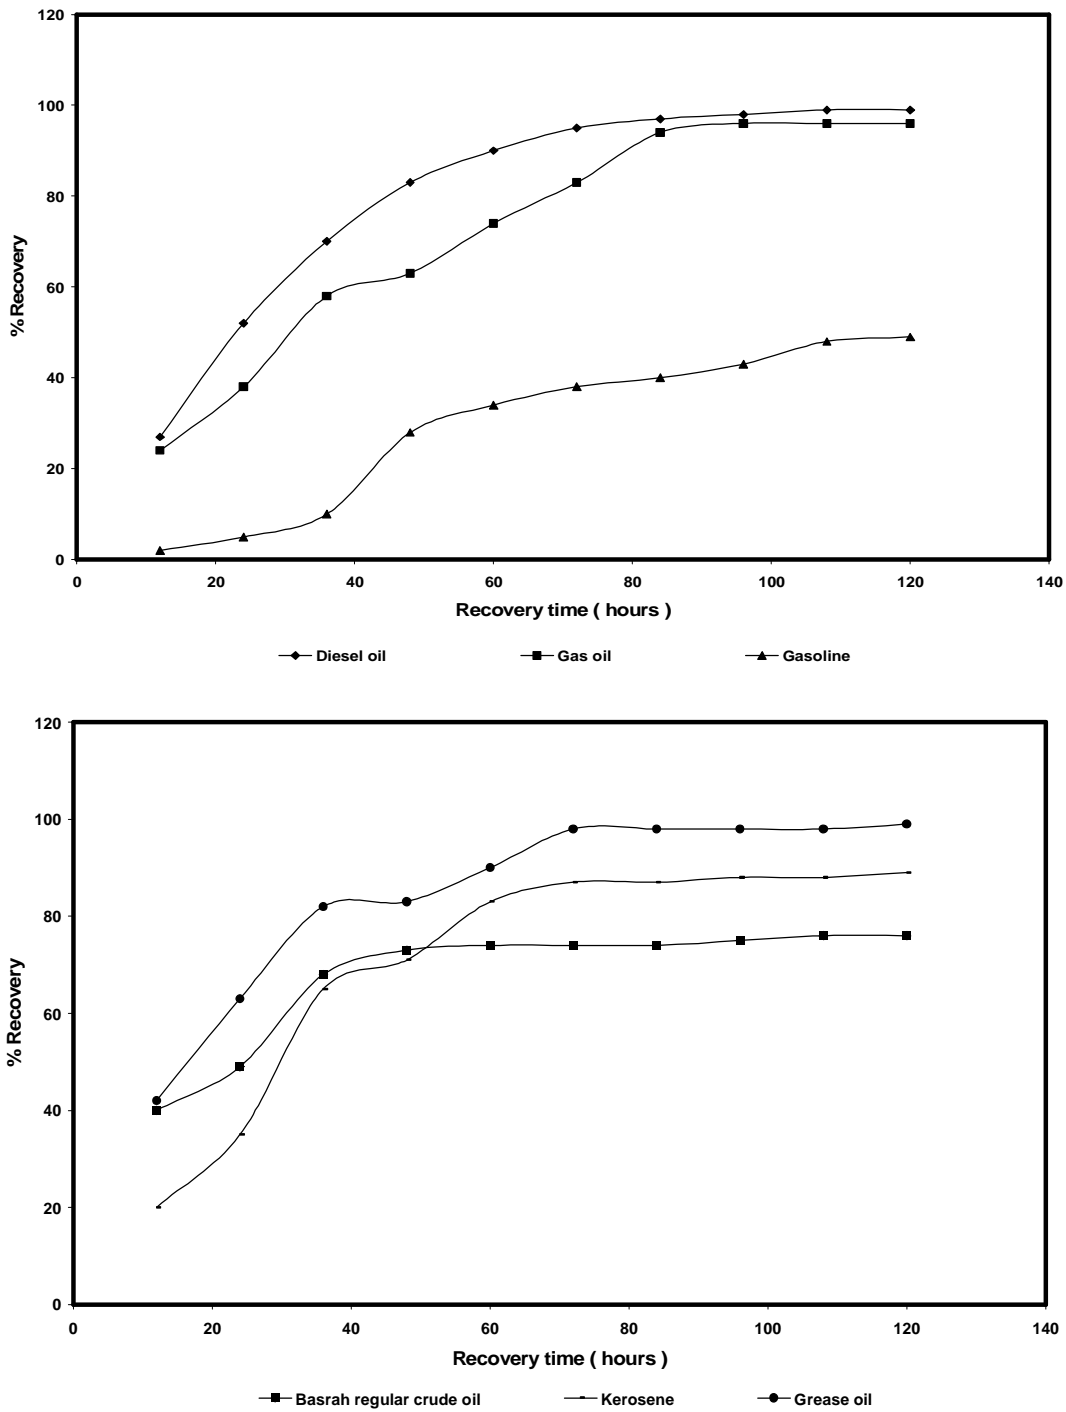 120
100
80
60
40
20
0
% Recovery
0 20 40 60 80 100 120 140
Recovery time ( hours )
Diesel oil Gas oil Gasoline
120
100
80
60
40
20
0
% Recovery
0 20 40 60 80 100 120 140
Recovery time ( hours )
Basrah regular crude oil Kerosene Grease oil